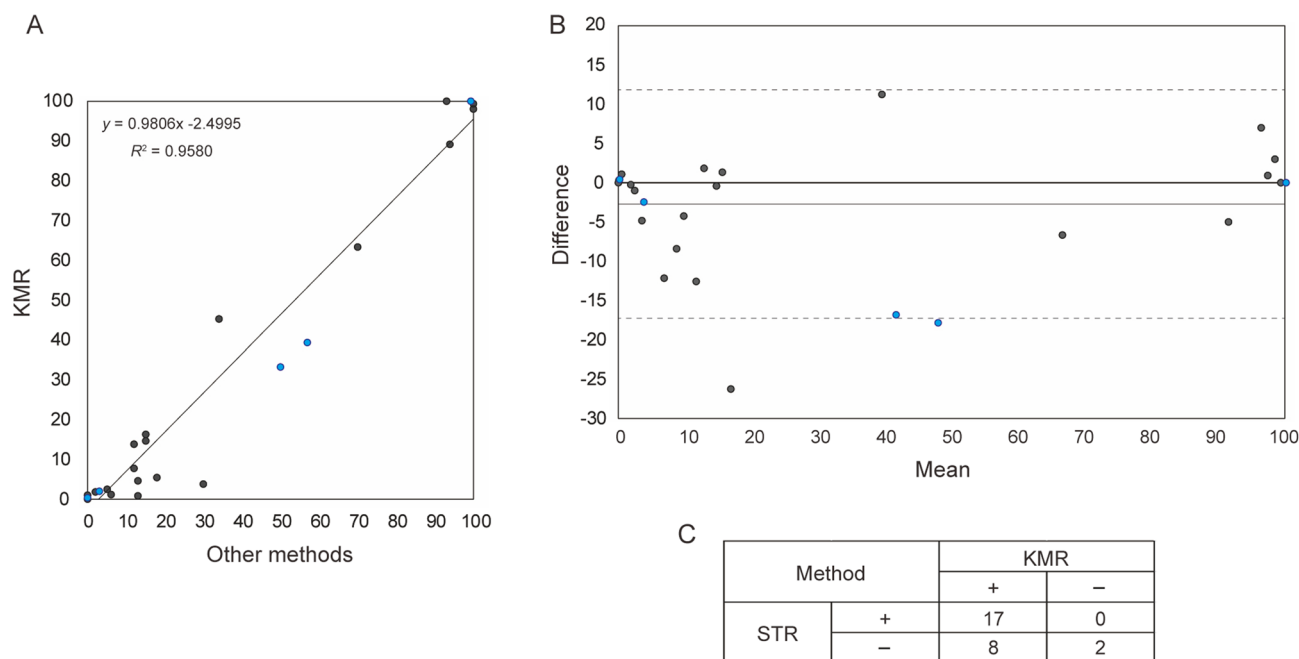 A
100
90
80
70
60
50
40
30
20
10
0
y = 0.9806x -2.4995
R² = 0.9580
KMR
0 10 20 30 40 50 60 70 80 90 100
Other methods
B
20
15
10
5
0
-5
-10
-15
-20
-25
-30
Difference
0 10 20 30 40 50 60 70 80 90 100
Mean
C
Method KMR
+ −
STR + 17 0
− 8 2